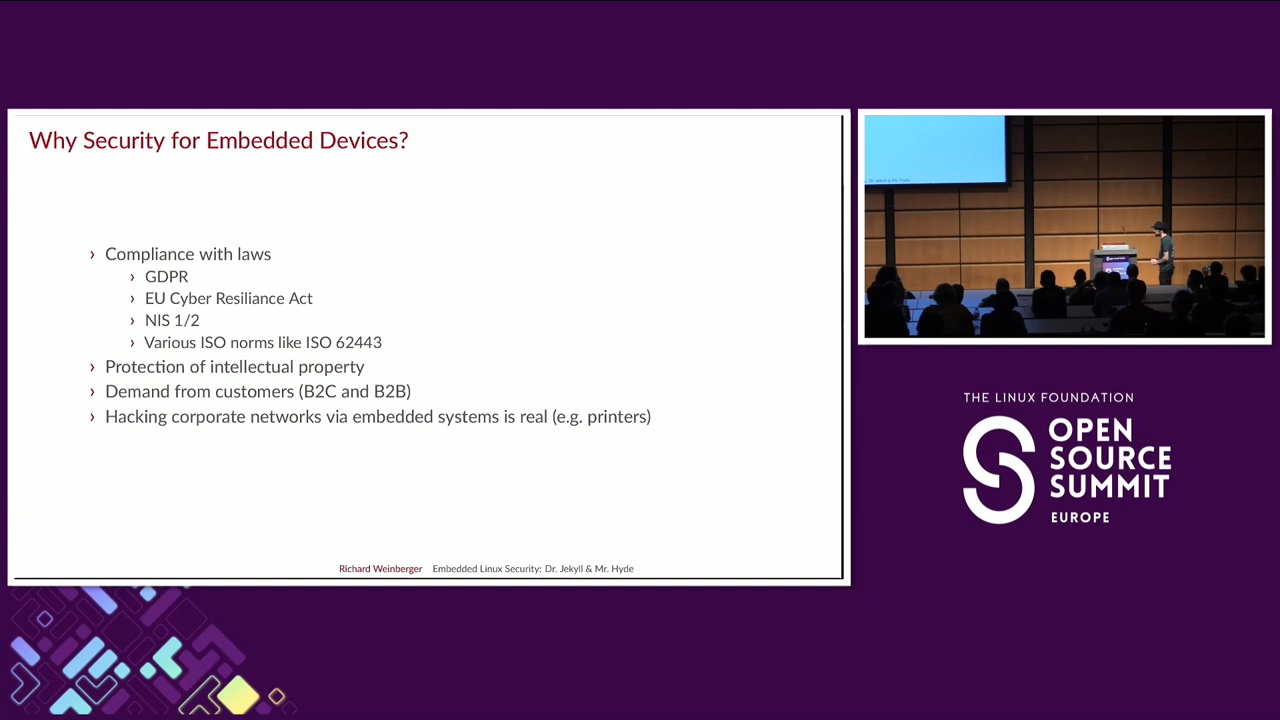 Why Security for Embedded Devices?
› Compliance with laws
› GDPR
› EU Cyber Resiliance Act
› NIS 1/2
› Various ISO norms like ISO 62443
› Protection of intellectual property
› Demand from customers (B2C and B2B)
› Hacking corporate networks via embedded systems is real (e.g. printers)
Richard Weinberger Embedded Linux Security: Dr. Jekyll & Mr. Hyde
THE LINUX FOUNDATION
OPEN
SOURCE
SUMMIT
EUROPE